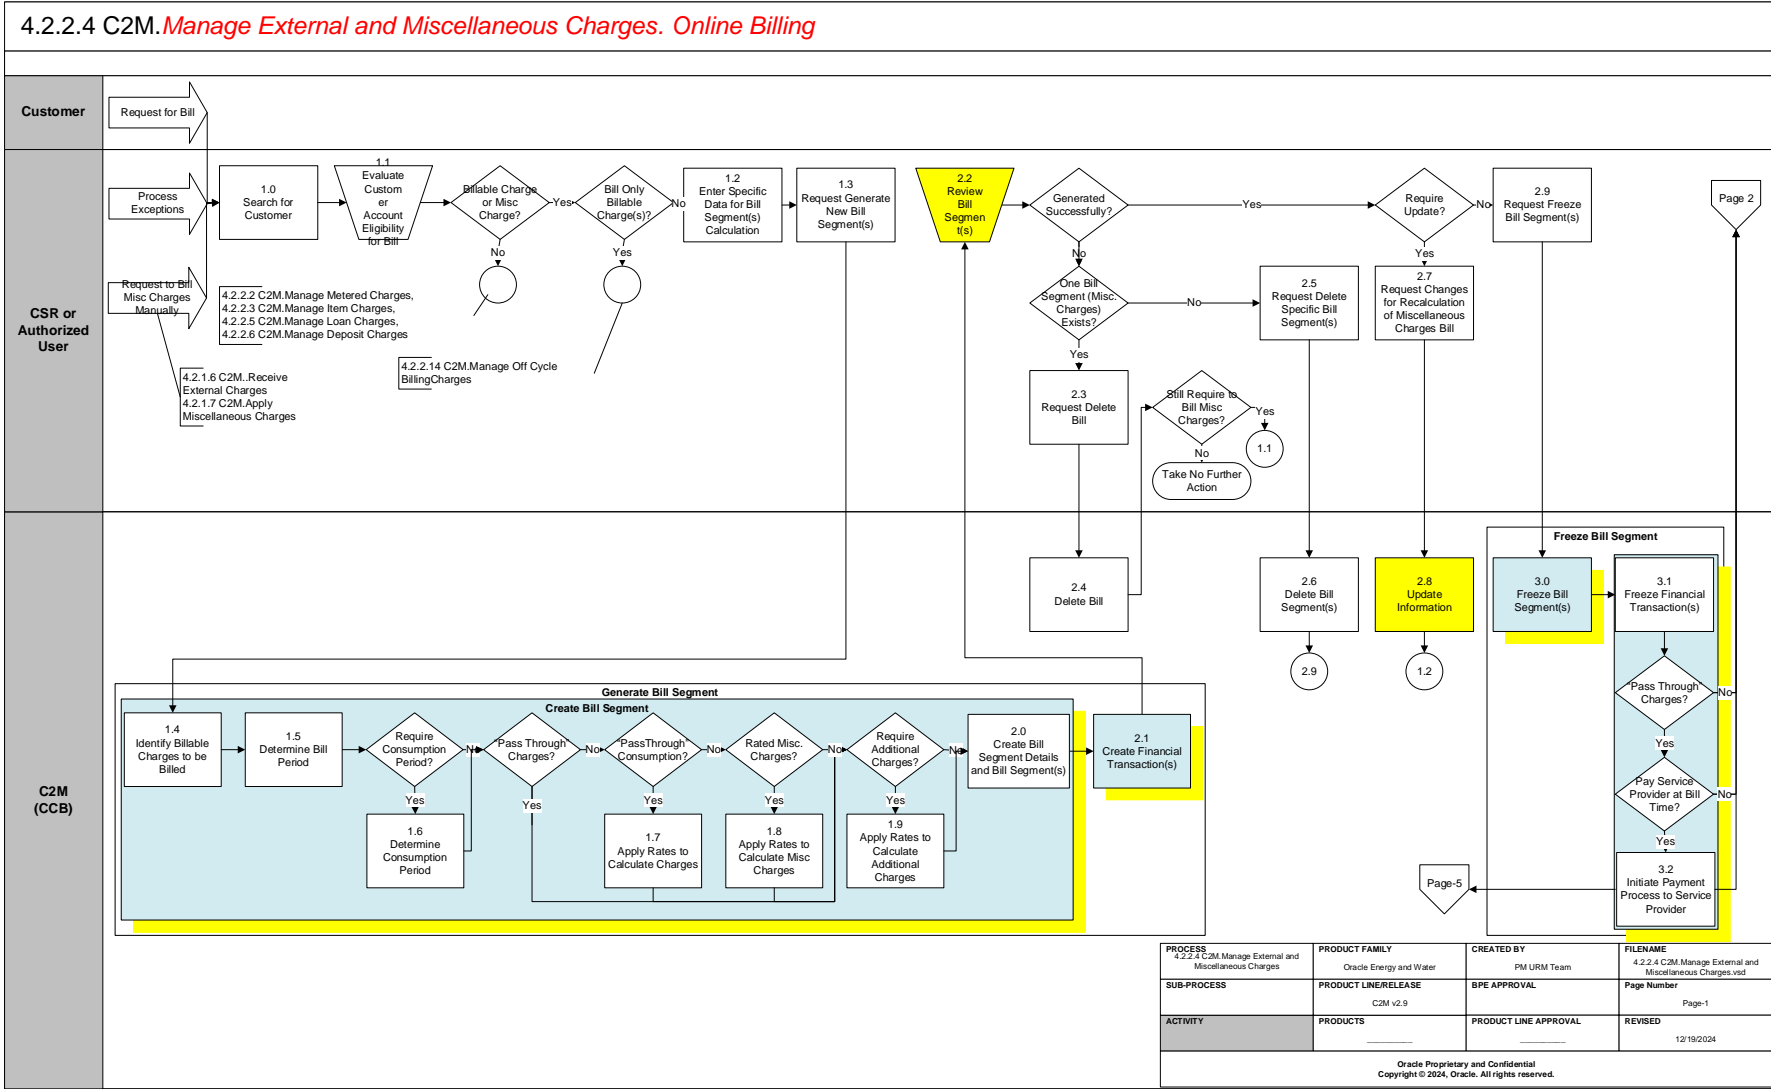 4.2.2.4 C2M.Manage External and Miscellaneous Charges. Online Billing
Customer
Request for Bill
CSR or
Authorized
User
Process
Exceptions
Request to Bill
Misc Charges
Manually
1.0
Search for
Customer
1.1
Evaluate
Custom
er
Account
Eligibility
for Bill
Billable Charge
or Misc
Charge?
Yes
No
Bill Only
Billable
Charge(s)?
No
Yes
1.2
Enter Specific
Data for Bill
Segment(s)
Calculation
1.3
Request Generate
New Bill
Segment(s)
2.2
Review
Bill
Segmen
t(s)
Generated
Successfully?
Yes
No
Require
Update?
No
Yes
2.9
Request Freeze
Bill Segment(s)
Page 2
4.2.2.2 C2M.Manage Metered Charges,
4.2.2.3 C2M.Manage Item Charges,
4.2.2.5 C2M.Manage Loan Charges,
4.2.2.6 C2M.Manage Deposit Charges
4.2.1.6 C2M..Receive
External Charges
4.2.1.7 C2M.Apply
Miscellaneous Charges
4.2.2.14 C2M.Manage Off Cycle
BillingCharges
One Bill
Segment (Misc.
Charges)
Exists?
No
Yes
2.5
Request Delete
Specific Bill
Segment(s)
2.7
Request Changes
for Recalculation
of Miscellaneous
Charges Bill
2.3
Request Delete
Bill
Still Require to
Bill Misc
Charges?
Yes
1.1
No
Take No Further
Action
C2M
(CCB)
2.4
Delete Bill
2.6
Delete Bill
Segment(s)
2.9
2.8
Update
Information
1.2
Freeze Bill Segment
3.0
Freeze Bill
Segment(s)
3.1
Freeze Financial
Transaction(s)
"Pass Through"
Charges?
No
Yes
Pay Service
Provider at Bill
Time?
No
Yes
3.2
Initiate Payment
Process to Service
Provider
Page-5
Generate Bill Segment
Create Bill Segment
1.4
Identify Billable
Charges to be
Billed
1.5
Determine Bill
Period
Require
Consumption
Period?
No
Yes
1.6
Determine
Consumption
Period
"Pass Through"
Charges?
No
Yes
"PassThrough"
Consumption?
No
Yes
1.7
Apply Rates to
Calculate Charges
Rated Misc.
Charges?
No
Yes
1.8
Apply Rates to
Calculate Misc
Charges
Require
Additional
Charges?
No
Yes
1.9
Apply Rates to
Calculate
Additional
Charges
2.0
Create Bill
Segment Details
and Bill Segment(s)
2.1
Create Financial
Transaction(s)
PROCESS
4.2.2.4 C2M.Manage External and
Miscellaneous Charges
PRODUCT FAMILY
Oracle Energy and Water
CREATED BY
PM URM Team
FILENAME
4.2.2.4 C2M.Manage External and
Miscellaneous Charges.vsd
SUB-PROCESS
PRODUCT LINE/RELEASE
C2M v2.9
BPE APPROVAL
Page Number
Page-1
ACTIVITY
PRODUCTS
PRODUCT LINE APPROVAL
REVISED
12/19/2024
Oracle Proprietary and Confidential
Copyright © 2024, Oracle. All rights reserved.